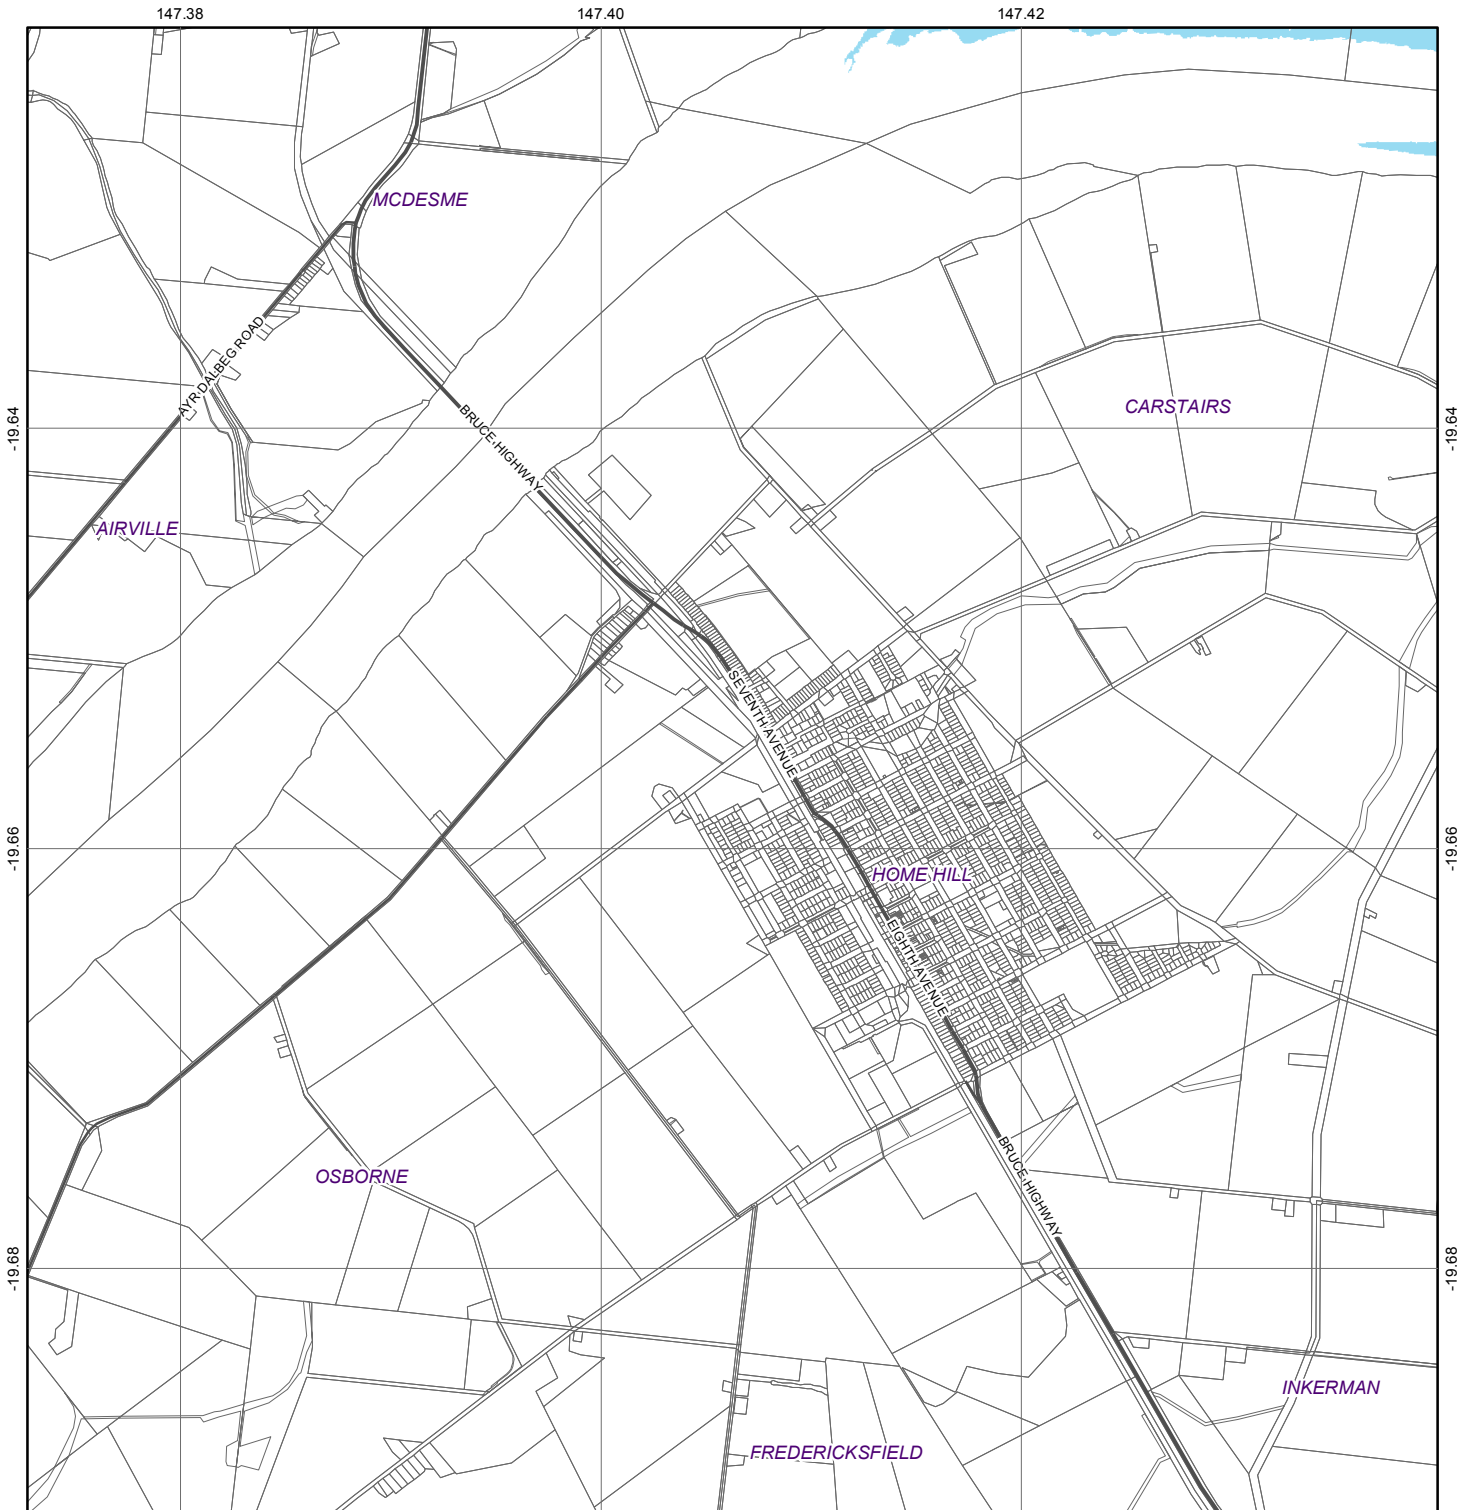 147.38
147.40
147.42
MCDESME
AYR DALBEG ROAD
BRUCE HIGHWAY
CARSTAIRS
-19.64
-19.64
AIRVILLE
SEVENTH AVENUE
-19.66
-19.66
HOME HILL
EIGHTH AVENUE
OSBORNE
BRUCE HIGHWAY
-19.68
-19.68
INKERMAN
FREDERICKSFIELD